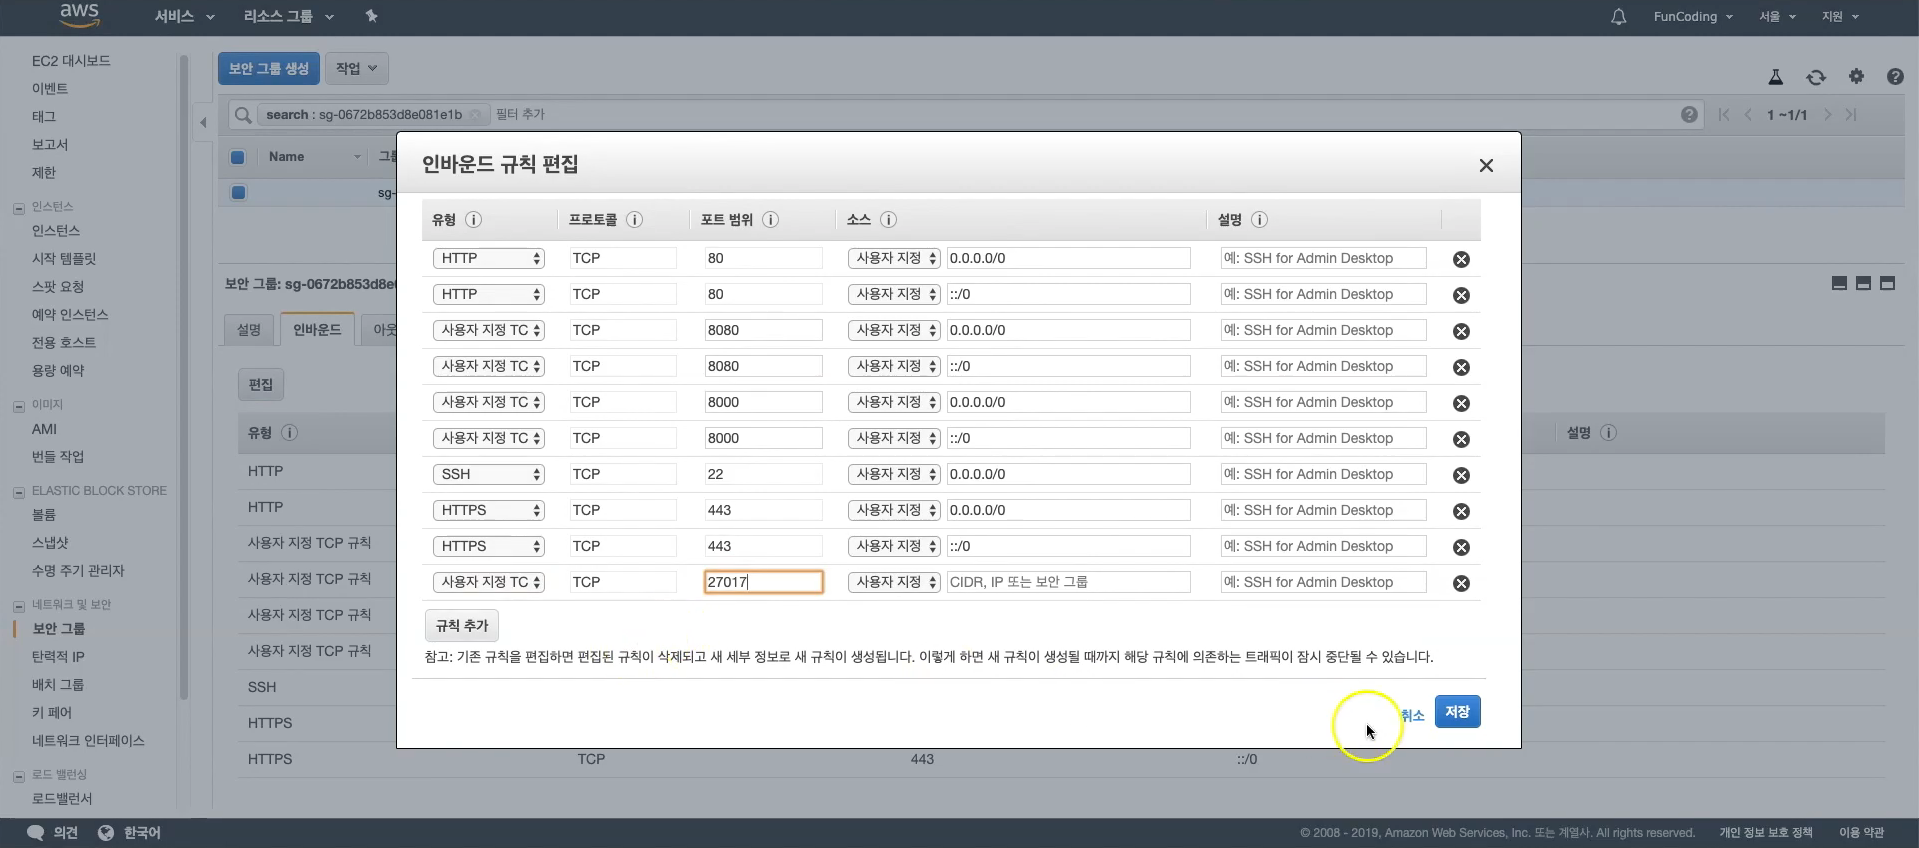 aws 서비스 리소스 그룹 FunCoding 서울 지원
EC2 대시보드
이벤트
태그
보고서
제한
인스턴스
인스턴스
시작 템플릿
스팟 요청
예약 인스턴스
전용 호스트
용량 예약
이미지
AMI
번들 작업
ELASTIC BLOCK STORE
볼륨
스냅샷
수명 주기 관리자
네트워크 및 보안
보안 그룹
탄력적 IP
배치 그룹
키 페어
네트워크 인터페이스
로드 밸런싱
로드밸런서
보안 그룹 생성 작업
search : sg-0672b853d8e081e1b 필터 추가 1 ~1/1
Name 그룹
sg-
보안 그룹: sg-0672b853d8e
설명 인바운드 아웃
편집
유형 설명
HTTP
HTTP
사용자 지정 TCP 규칙
사용자 지정 TCP 규칙
사용자 지정 TCP 규칙
사용자 지정 TCP 규칙
SSH
HTTPS
HTTPS TCP 443 ::/0
인바운드 규칙 편집
유형 프로토콜 포트 범위 소스 설명
HTTP TCP 80 사용자 지정 0.0.0.0/0 예: SSH for Admin Desktop
HTTP TCP 80 사용자 지정 ::/0 예: SSH for Admin Desktop
사용자 지정 TC TCP 8080 사용자 지정 0.0.0.0/0 예: SSH for Admin Desktop
사용자 지정 TC TCP 8080 사용자 지정 ::/0 예: SSH for Admin Desktop
사용자 지정 TC TCP 8000 사용자 지정 0.0.0.0/0 예: SSH for Admin Desktop
사용자 지정 TC TCP 8000 사용자 지정 ::/0 예: SSH for Admin Desktop
SSH TCP 22 사용자 지정 0.0.0.0/0 예: SSH for Admin Desktop
HTTPS TCP 443 사용자 지정 0.0.0.0/0 예: SSH for Admin Desktop
HTTPS TCP 443 사용자 지정 ::/0 예: SSH for Admin Desktop
사용자 지정 TC TCP 27017 사용자 지정 CIDR, IP 또는 보안 그룹 예: SSH for Admin Desktop
규칙 추가
참고: 기존 규칙을 편집하면 편집된 규칙이 삭제되고 새 세부 정보로 새 규칙이 생성됩니다. 이렇게 하면 새 규칙이 생성될 때까지 해당 규칙에 의존하는 트래픽이 잠시 중단될 수 있습니다.
취소 저장
의견 한국어 © 2008 - 2019, Amazon Web Services, Inc. 또는 계열사. All rights reserved. 개인 정보 보호 정책 이용 약관